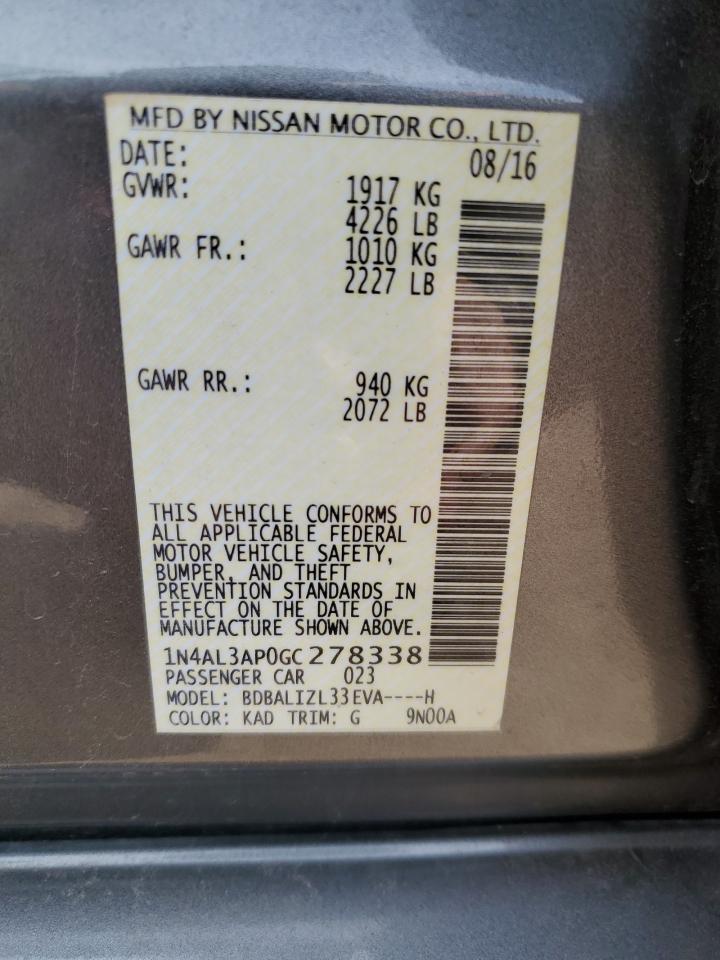 MFD BY NISSAN MOTOR CO., LTD.
DATE: 08/16
GVWR: 1917 KG
4226 LB
GAWR FR.: 1010 KG
2227 LB
GAWR RR.: 940 KG
2072 LB
THIS VEHICLE CONFORMS TO
ALL APPLICABLE FEDERAL
MOTOR VEHICLE SAFETY,
BUMPER, AND THEFT
PREVENTION STANDARDS IN
EFFECT ON THE DATE OF
MANUFACTURE SHOWN ABOVE.
1N4AL3AP0GC278338
PASSENGER CAR 023
MODEL: BDBALIZL33EVA----H
COLOR: KAD TRIM: G 9N00A